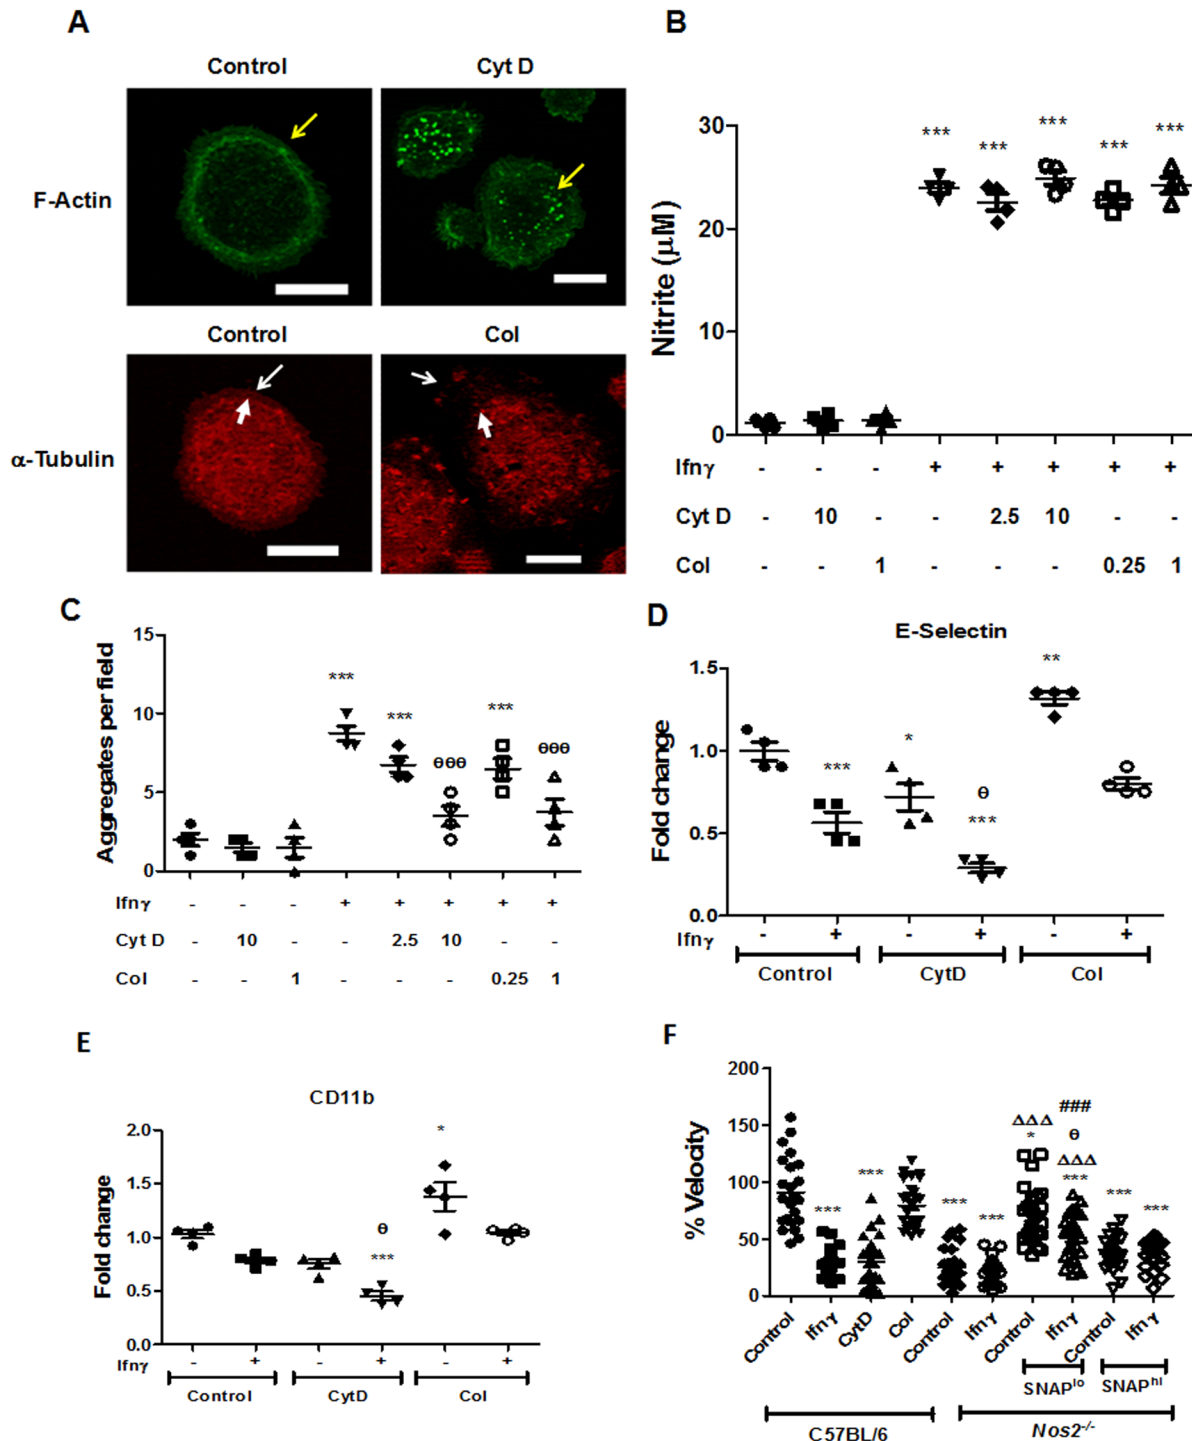 A
Control
Cyt D
F-Actin
Control
Col
α-Tubulin
B
Nitrite (μM)
30
20
10
0
*** *** *** *** ***
Ifnγ - - - + + + + +
Cyt D - 10 - - 2.5 10 - -
Col - - 1 - - - 0.25 1
C
Aggregates per field
15
10
5
0
*** *** θθθ *** θθθ
Ifnγ - - - + + + + +
Cyt D - 10 - - 2.5 10 - -
Col - - 1 - - - 0.25 1
D
E-Selectin
Fold change
1.5
1.0
0.5
0.0
*** * θ *** **
Ifnγ - + - + - +
Control CytD Col
E
CD11b
Fold change
2.0
1.5
1.0
0.5
0.0
θ *** *
Ifnγ - + - + - +
Control CytD Col
F
% Velocity
200
150
100
50
0
###
ΔΔΔ θ
* ΔΔΔ
*** *** *** *** *** *** ***
Control Ifnγ CytD Col Control Ifnγ Control Ifnγ Control Ifnγ
SNAPlo SNAPhi
C57BL/6 Nos2-/-